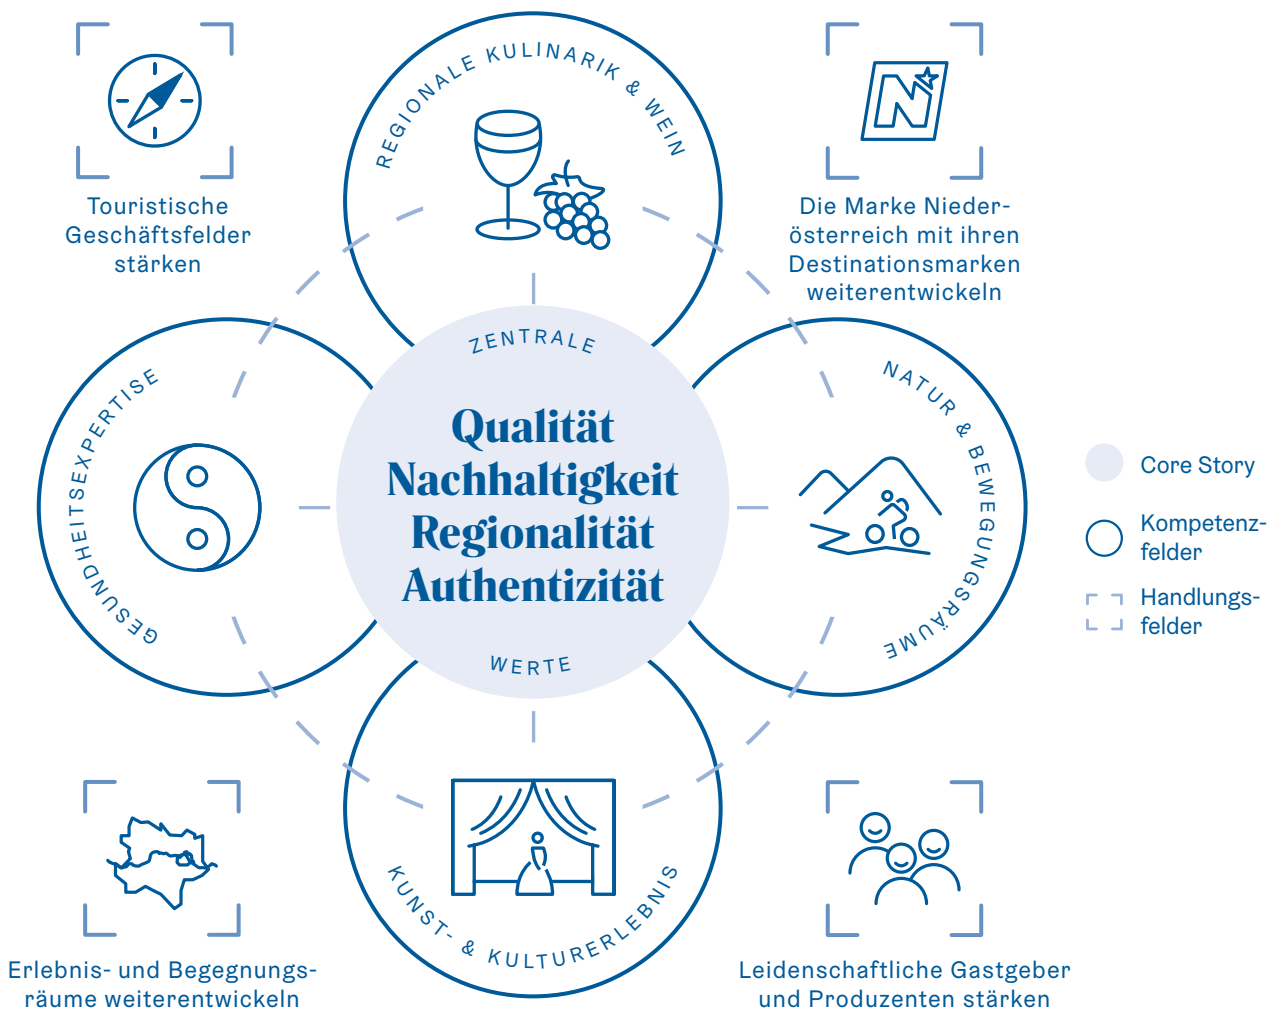 REGIONALE KULINARIK & WEIN
Touristische
Geschäftsfelder
stärken
Die Marke Nieder-
österreich mit ihren
Destinationsmarken
weiterentwickeln
GESUNDHEITSEXPERTISE
ZENTRALE
Qualität
Nachhaltigkeit
Regionalität
Authentizität
WERTE
NATUR & BEWEGUNGSRÄUME
Core Story
Kompetenz-
felder
Handlungs-
felder
KUNST- & KULTURERLEBNIS
Erlebnis- und Begegnungs-
räume weiterentwickeln
Leidenschaftliche Gastgeber
und Produzenten stärken